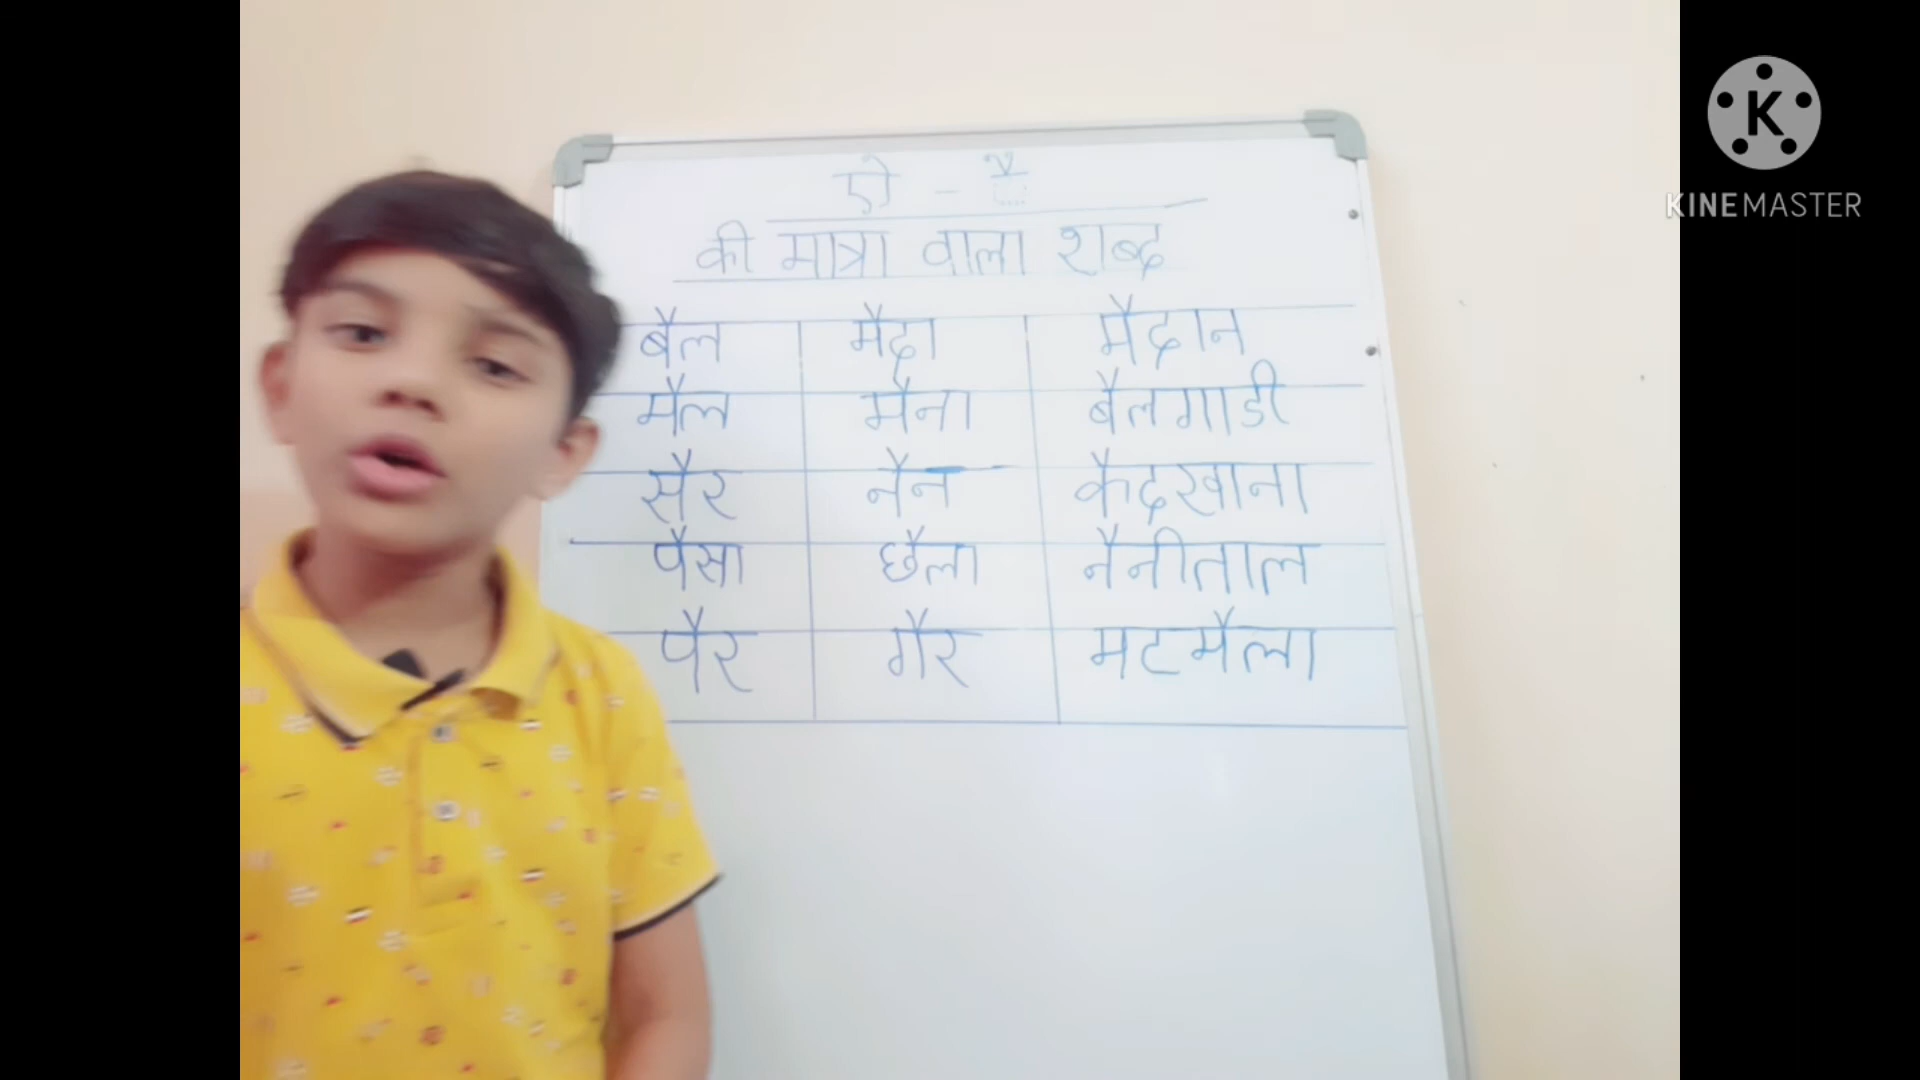 ऐ - ै
की मात्रा वाला शब्द
बैल मैदा मैदान
मैल मैना बैलगाडी
सैर नैन कैदखाना
पैसा छैला नैनीताल
पैर गैर मटमैला
K
KINEMASTER